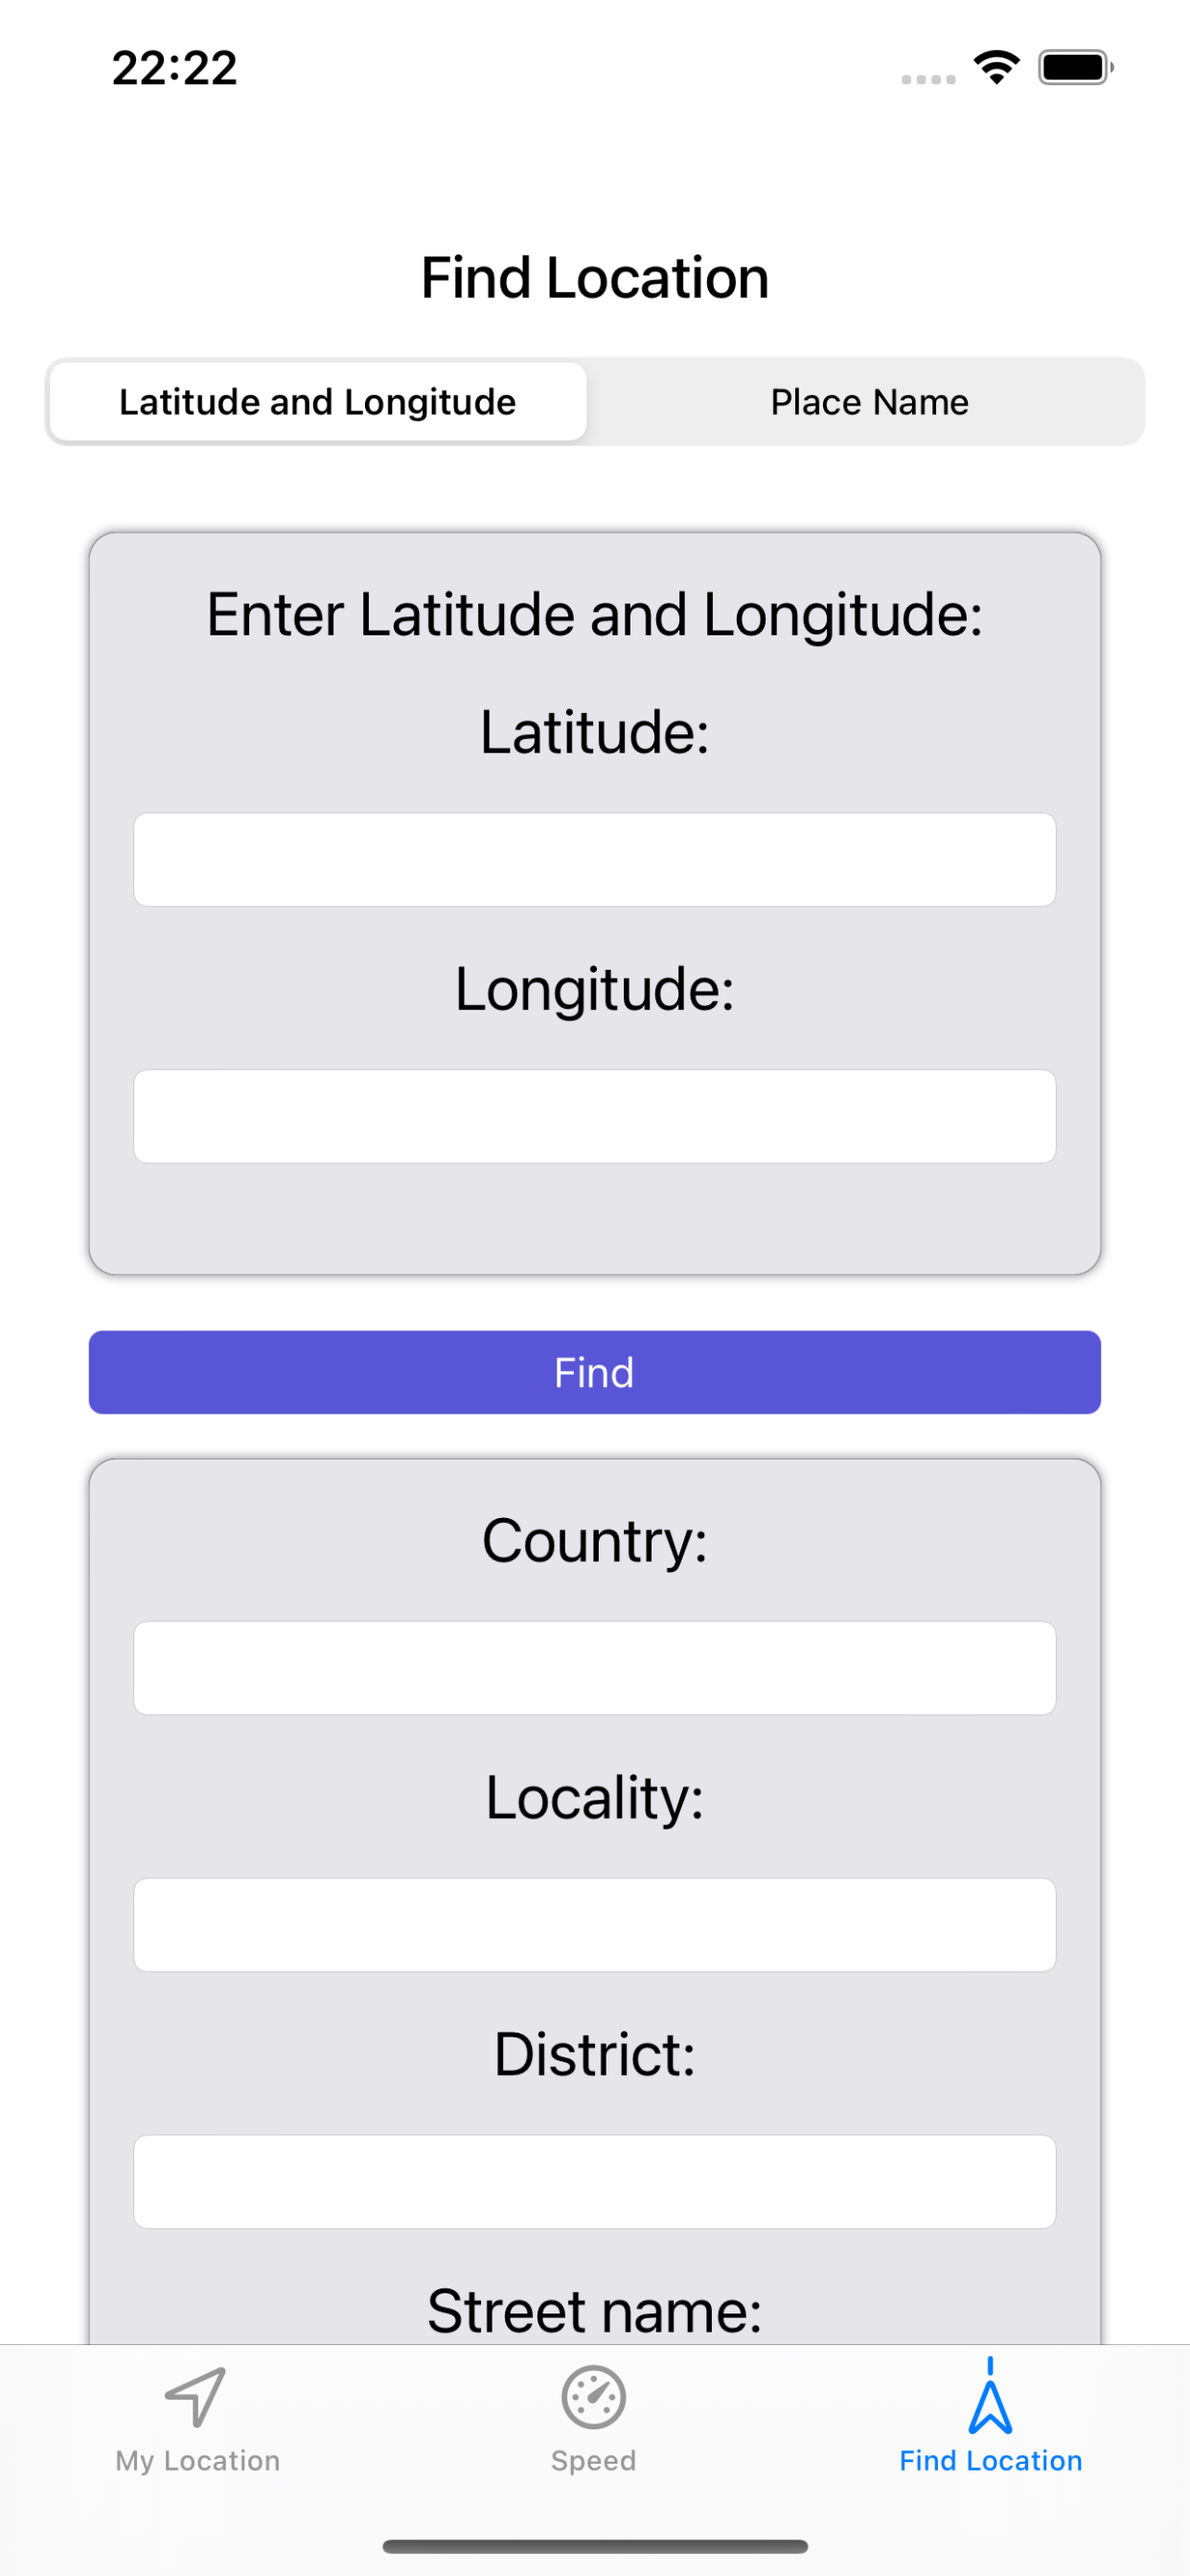 22:22
Find Location
Latitude and Longitude
Place Name
Enter Latitude and Longitude:
Latitude:
Longitude:
Find
Country:
Locality:
District:
Street name:
My Location
Speed
Find Location